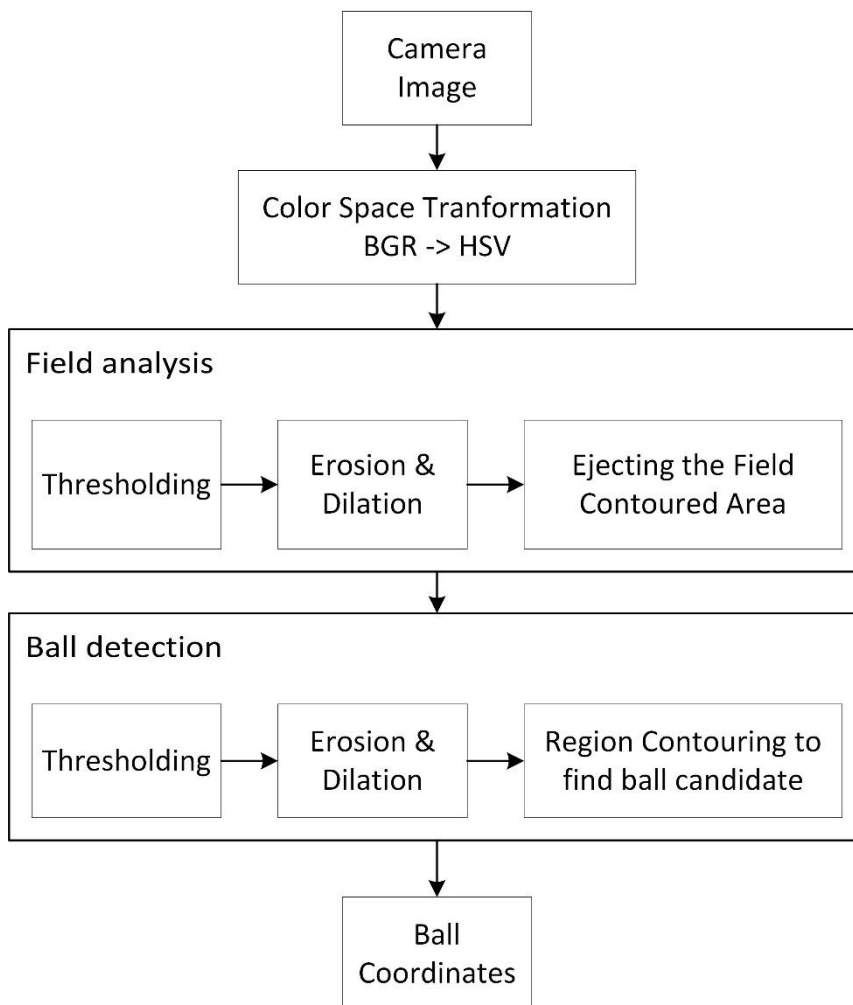 Camera
Image
Color Space Tranformation
BGR -> HSV
Field analysis
Thresholding
Erosion &
Dilation
Ejecting the Field
Contoured Area
Ball detection
Thresholding
Erosion &
Dilation
Region Contouring to
find ball candidate
Ball
Coordinates